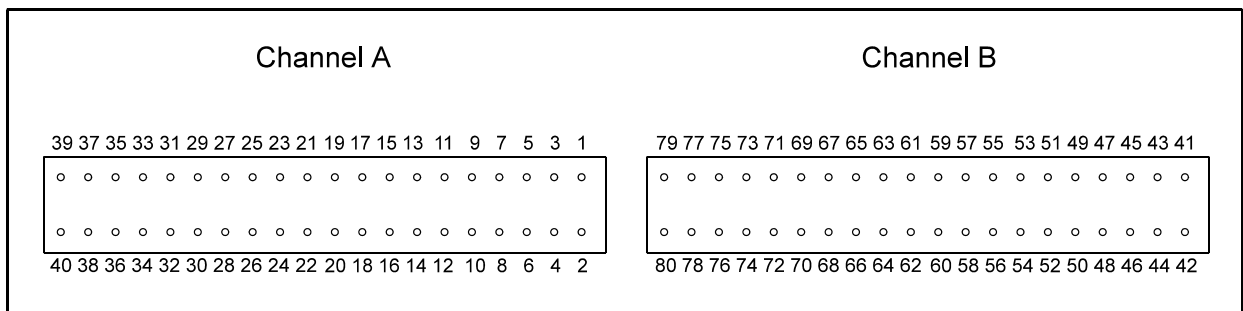 Channel A
Channel B
39 37 35 33 31 29 27 25 23 21 19 17 15 13 11 9 7 5 3 1
79 77 75 73 71 69 67 65 63 61 59 57 55 53 51 49 47 45 43 41
40 38 36 34 32 30 28 26 24 22 20 18 16 14 12 10 8 6 4 2
80 78 76 74 72 70 68 66 64 62 60 58 56 54 52 50 48 46 44 42